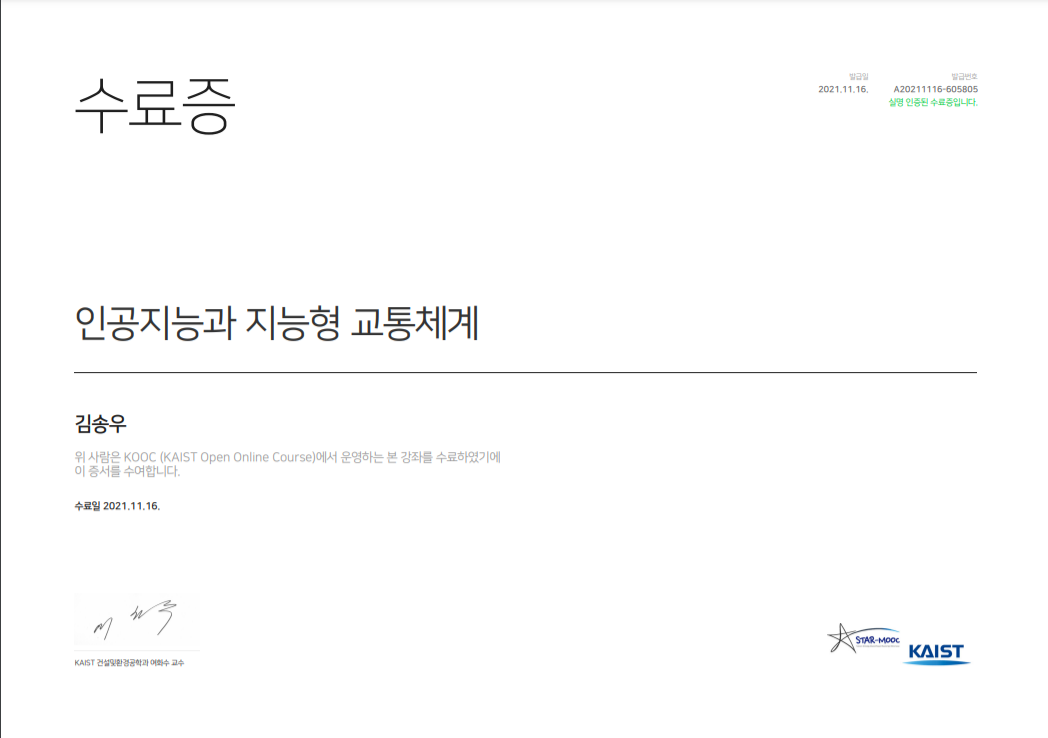 수료증
발급일
2021.11.16.
발급번호
A20211116-605805
실명 인증된 수료증입니다.
인공지능과 지능형 교통체계
김송우
위 사람은 KOOC (KAIST Open Online Course)에서 운영하는 본 강좌를 수료하였기에
이 증서를 수여합니다.
수료일 2021.11.16.
KAIST 건설및환경공학과 여화수 교수
STAR-MOOC
KAIST